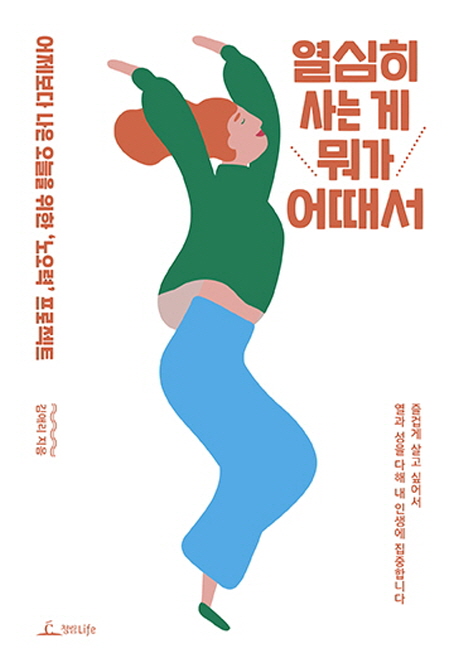 열심히
사는 게
뭐가
어때서
어제보다 나은 오늘을 위한 '노오력' 프로젝트
김애리 지음
즐겁게 살고 싶어서
열과 성을 다해 내 인생에 집중합니다
청림Life